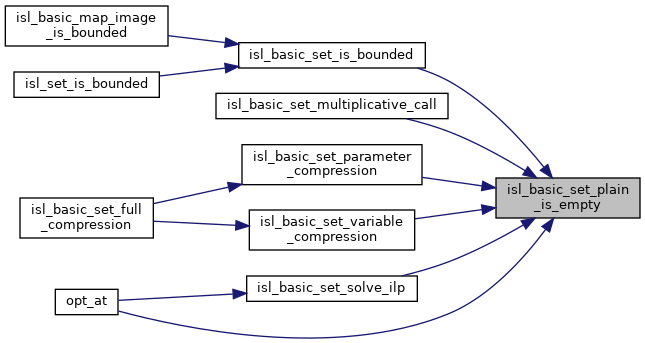 isl_basic_map_image
_is_bounded
isl_basic_set_is_bounded
isl_set_is_bounded
isl_basic_set_multiplicative_call
isl_basic_set_parameter
_compression
isl_basic_set_plain
_is_empty
isl_basic_set_full
_compression
isl_basic_set_variable
_compression
isl_basic_set_solve_ilp
opt_at